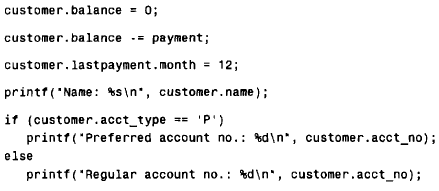 customer.balance = 0;
customer.balance -= payment;
customer.lastpayment.month = 12;
printf("Name: %s\n", customer.name);
if (customer.acct_type == 'P')
printf("Preferred account no.: %d\n", customer.acct_no);
else
printf("Regular account no.: %d\n", customer.acct_no);